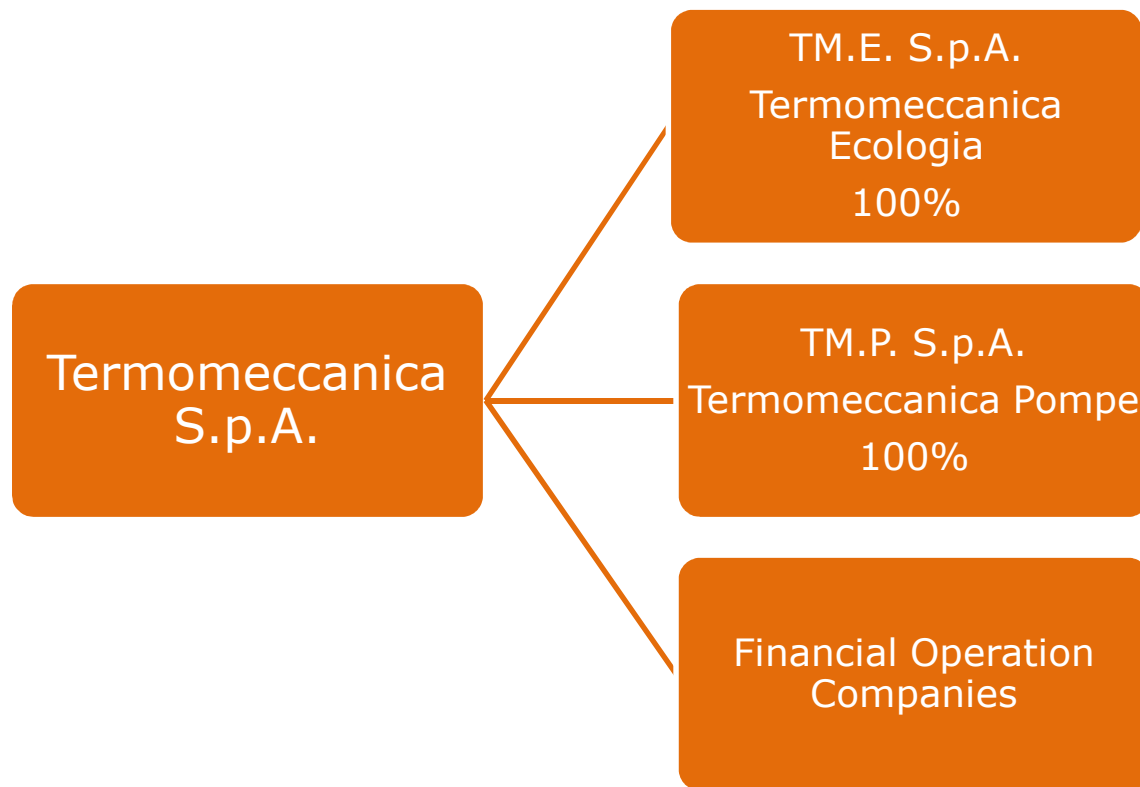 Termomeccanica
S.p.A.
TM.E. S.p.A.
Termomeccanica
Ecologia
100%
TM.P. S.p.A.
Termomeccanica Pompe
100%
Financial Operation
Companies